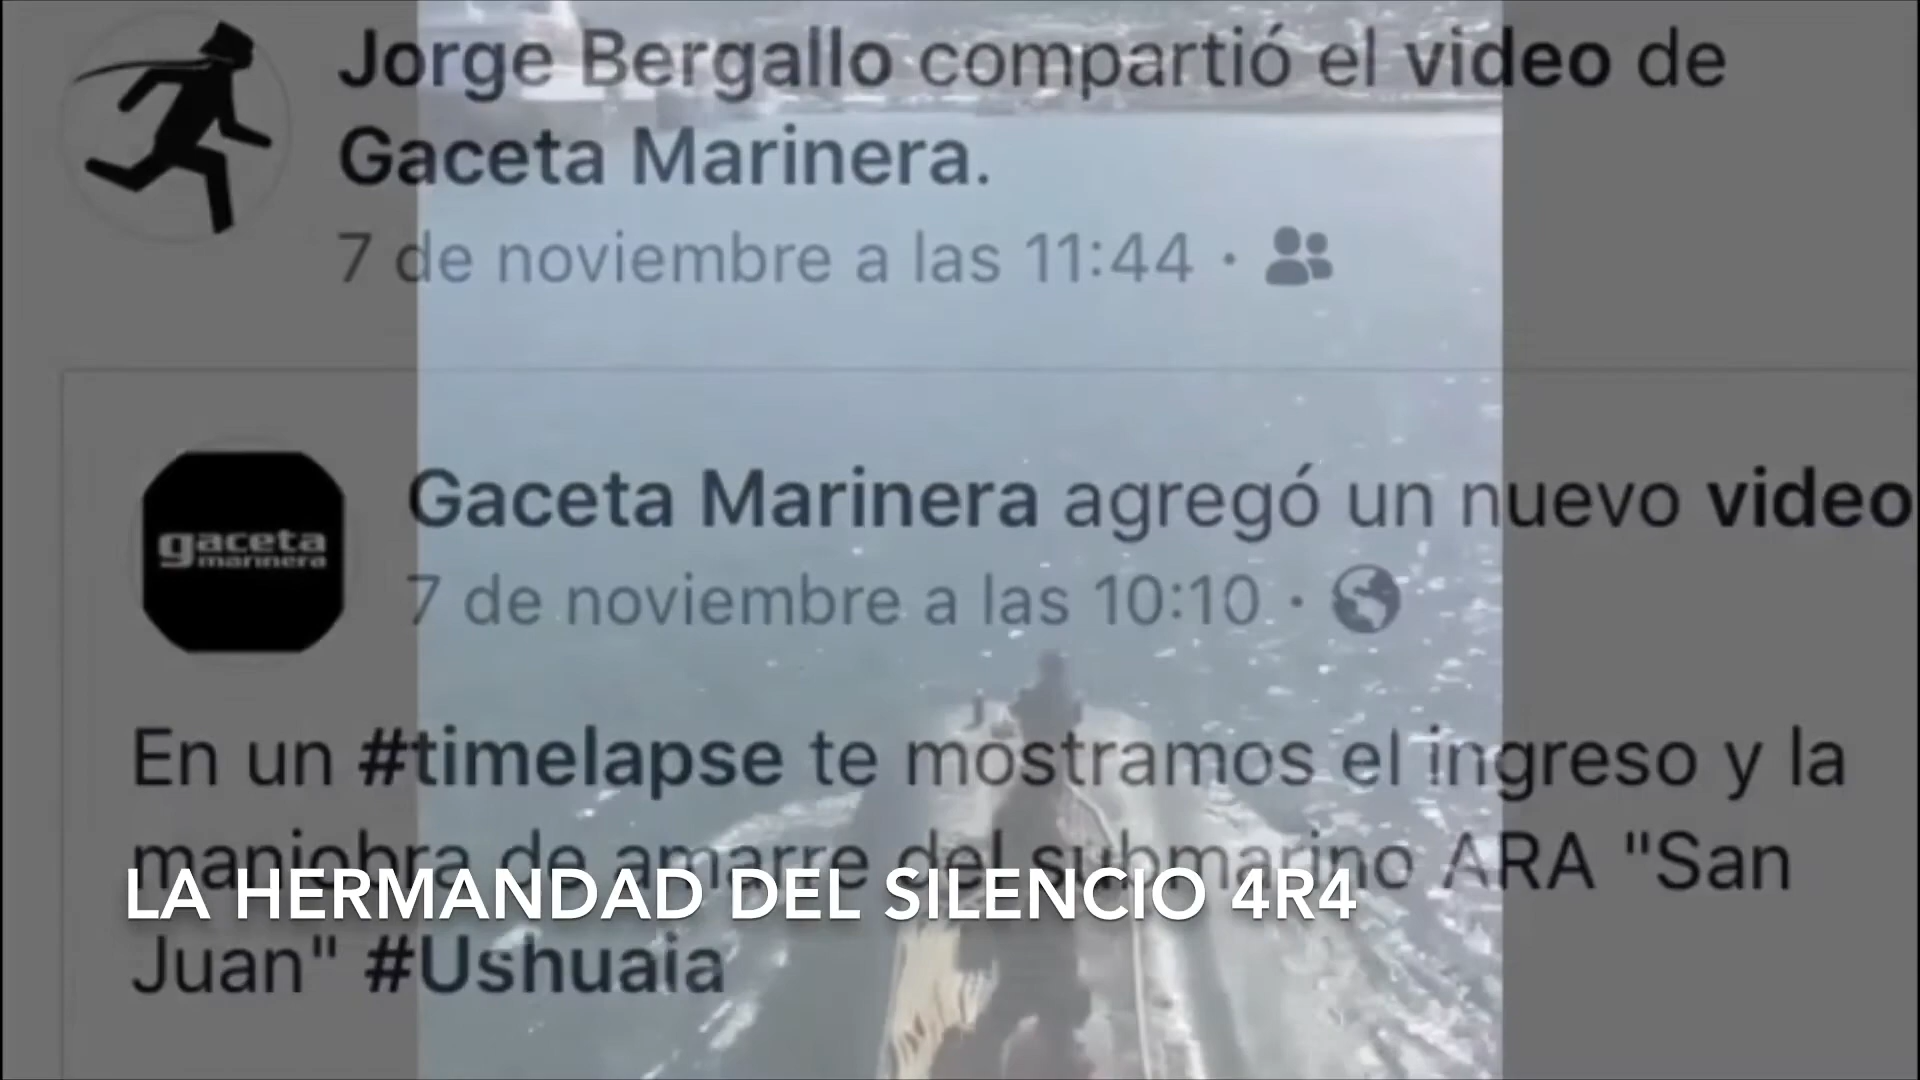 Jorge Bergallo compartió el video de
Gaceta Marinera.
7 de noviembre a las 11:44 ·
Gaceta Marinera agregó un nuevo video
gaceta
marinera
7 de noviembre a las 10:10 ·
En un #timelapse te mostramos el ingreso y la
maniobra de amarre del submarino ARA "San
LA HERMANDAD DEL SILENCIO 4R4
Juan" #Ushuaia